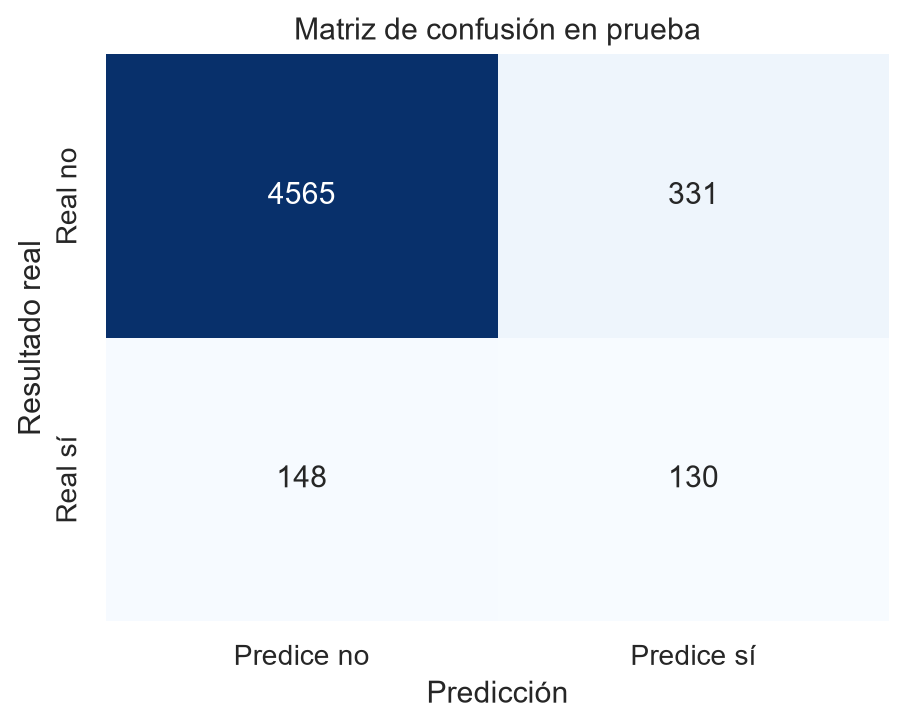 Matriz de confusión en prueba
Resultado real
Real no
4565
331
Real sí
148
130
Predice no
Predice sí
Predicción